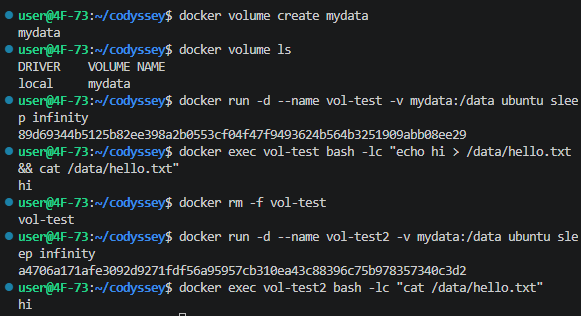 user@4F-73:~/codyssey$ docker volume create mydata
mydata
user@4F-73:~/codyssey$ docker volume ls
DRIVER    VOLUME NAME
local     mydata
user@4F-73:~/codyssey$ docker run -d --name vol-test -v mydata:/data ubuntu slee
p infinity
89d69344b5125b82ee398a2b0553cf04f47f9493624b564b3251909abb08ee29
user@4F-73:~/codyssey$ docker exec vol-test bash -lc "echo hi > /data/hello.txt
&& cat /data/hello.txt"
hi
user@4F-73:~/codyssey$ docker rm -f vol-test
vol-test
user@4F-73:~/codyssey$ docker run -d --name vol-test2 -v mydata:/data ubuntu sle
ep infinity
a4706a171afe3092d9271fdf56a95957cb310ea43c88396c75b978357340c3d2
user@4F-73:~/codyssey$ docker exec vol-test2 bash -lc "cat /data/hello.txt"
hi